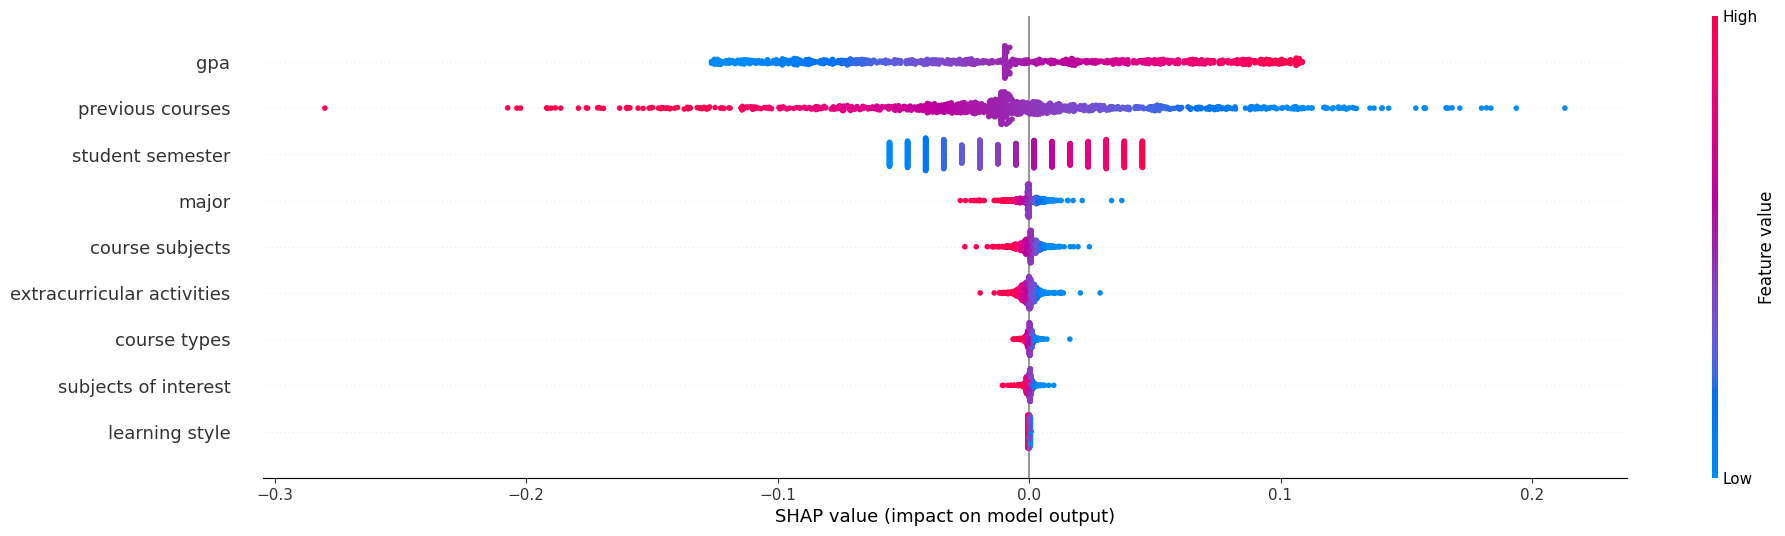 High
gpa
previous courses
student semester
major
course subjects
extracurricular activities
course types
subjects of interest
learning style
Feature value
Low
−0.3 −0.2 −0.1 0.0 0.1 0.2
SHAP value (impact on model output)